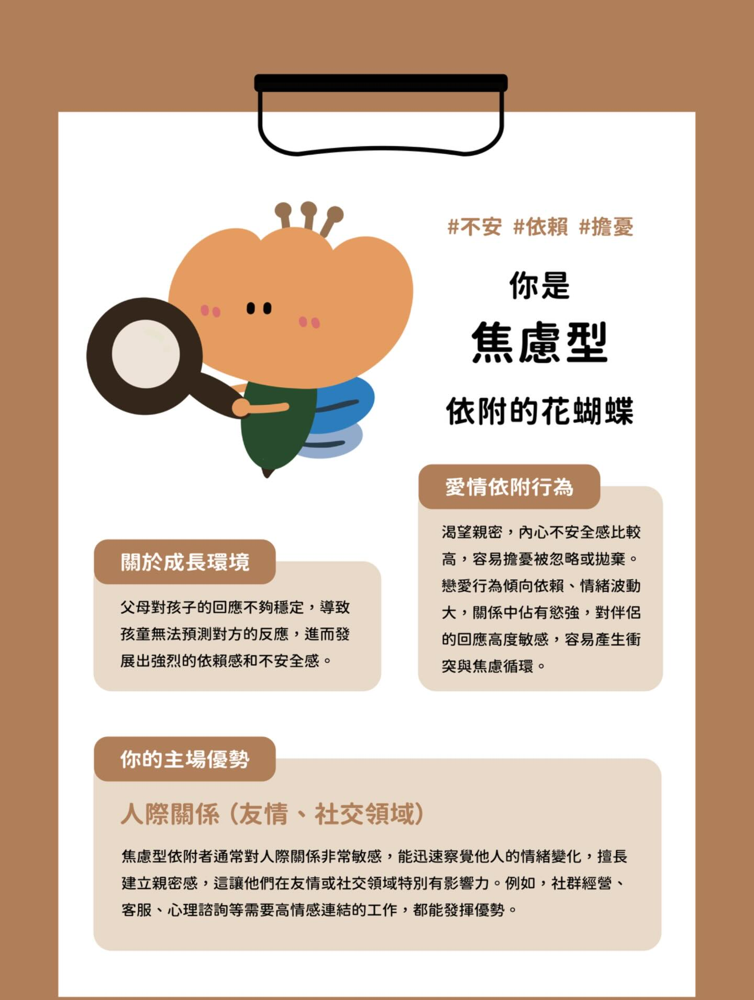 #不安 #依賴 #擔憂
你是
焦慮型
依附的花蝴蝶
愛情依附行為
渴望親密，內心不安全感比較
高，容易擔憂被忽略或拋棄。
戀愛行為傾向依賴、情緒波動
大，關係中佔有慾強，對伴侶
的回應高度敏感，容易產生衝
突與焦慮循環。
關於成長環境
父母對孩子的回應不夠穩定，導致
孩童無法預測對方的反應，進而發
展出強烈的依賴感和不安全感。
你的主場優勢
人際關係（友情、社交領域）
焦慮型依附者通常對人際關係非常敏感，能迅速察覺他人的情緒變化，擅長
建立親密感，這讓他們在友情或社交領域特別有影響力。例如，社群經營、
客服、心理諮詢等需要高情感連結的工作，都能發揮優勢。